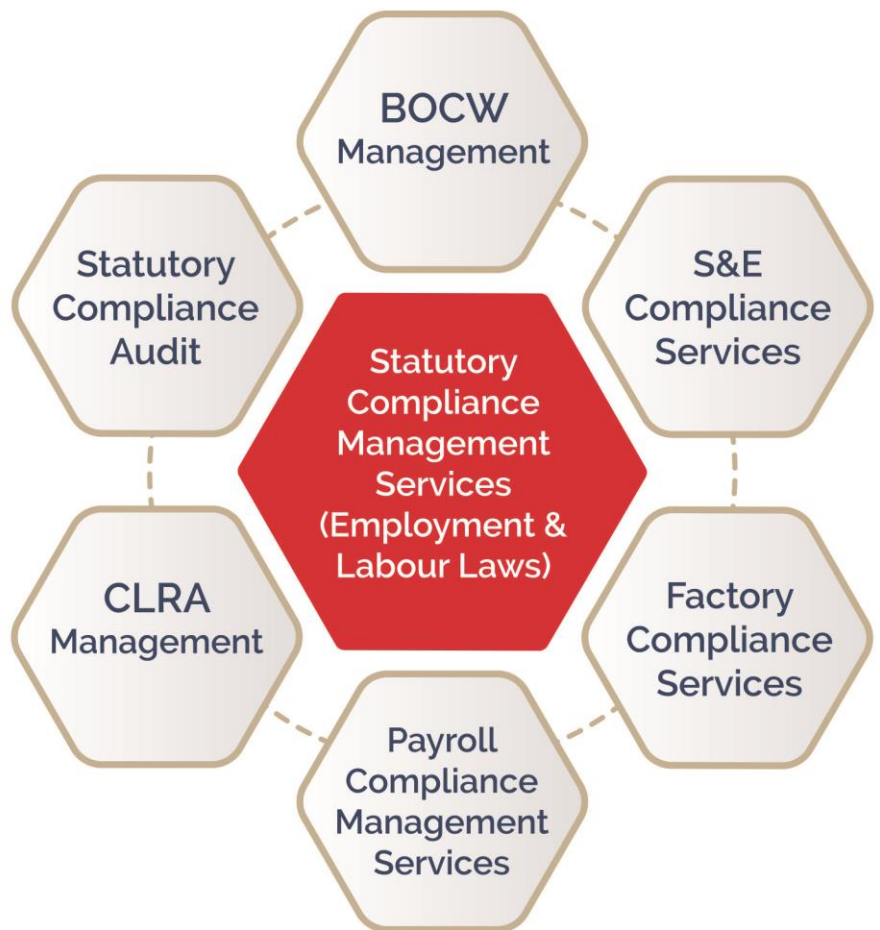 BOCW
Management
S&E
Compliance
Services
Factory
Compliance
Services
Payroll
Compliance
Management
Services
CLRA
Management
Statutory
Compliance
Audit
Statutory
Compliance
Management
Services
(Employment &
Labour Laws)